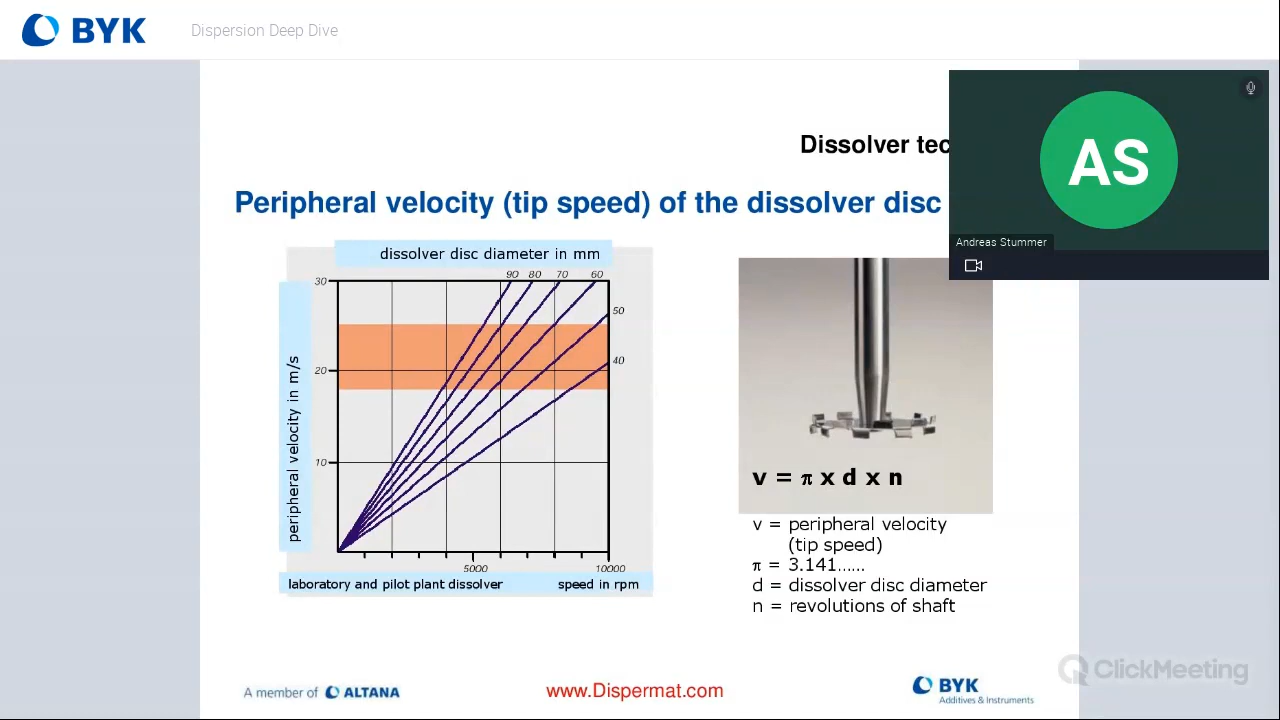 BYK
Dispersion Deep Dive
Dissolver tec
AS
Andreas Stummer
Peripheral velocity (tip speed) of the dissolver disc
dissolver disc diameter in mm
90 80 70 60
50
40
30
20
10
peripheral velocity in m/s
5000 10000
laboratory and pilot plant dissolver speed in rpm
v = π x d x n
v = peripheral velocity
(tip speed)
π = 3.141......
d = dissolver disc diameter
n = revolutions of shaft
A member of ALTANA
www.Dispermat.com
BYK
Additives & Instruments
ClickMeeting